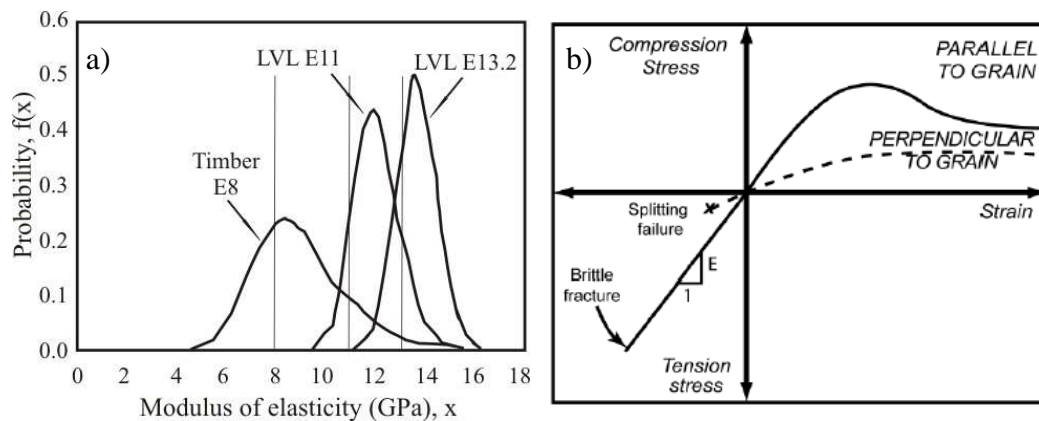 a)
0.6
0.5
0.4
0.3
0.2
0.1
0.0
Probability, f(x)
LVL E11
LVL E13.2
Timber
E8
0 2 4 6 8 10 12 14 16 18
Modulus of elasticity (GPa), x
b)
Compression
Stress
PARALLEL
TO GRAIN
PERPENDICULAR
TO GRAIN
Strain
Splitting
failure
x
E
1
Brittle
fracture
Tension
stress